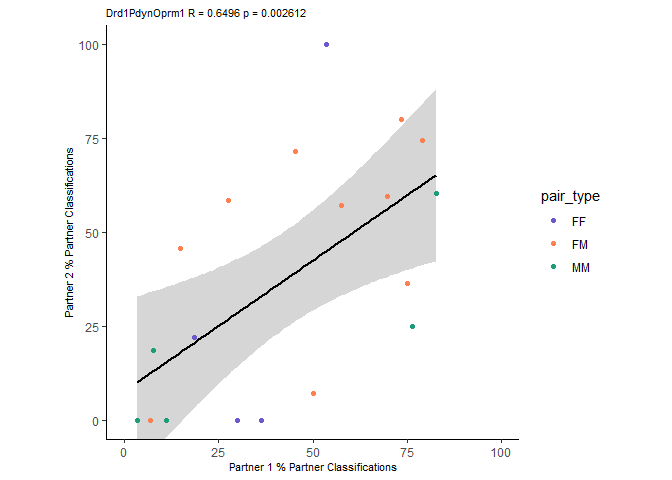 Drd1PdynOprm1 R = 0.6496 p = 0.002612
100
75
50
25
0
Partner 2 % Partner Classifications
0 25 50 75 100
Partner 1 % Partner Classifications
pair_type
FF
FM
MM